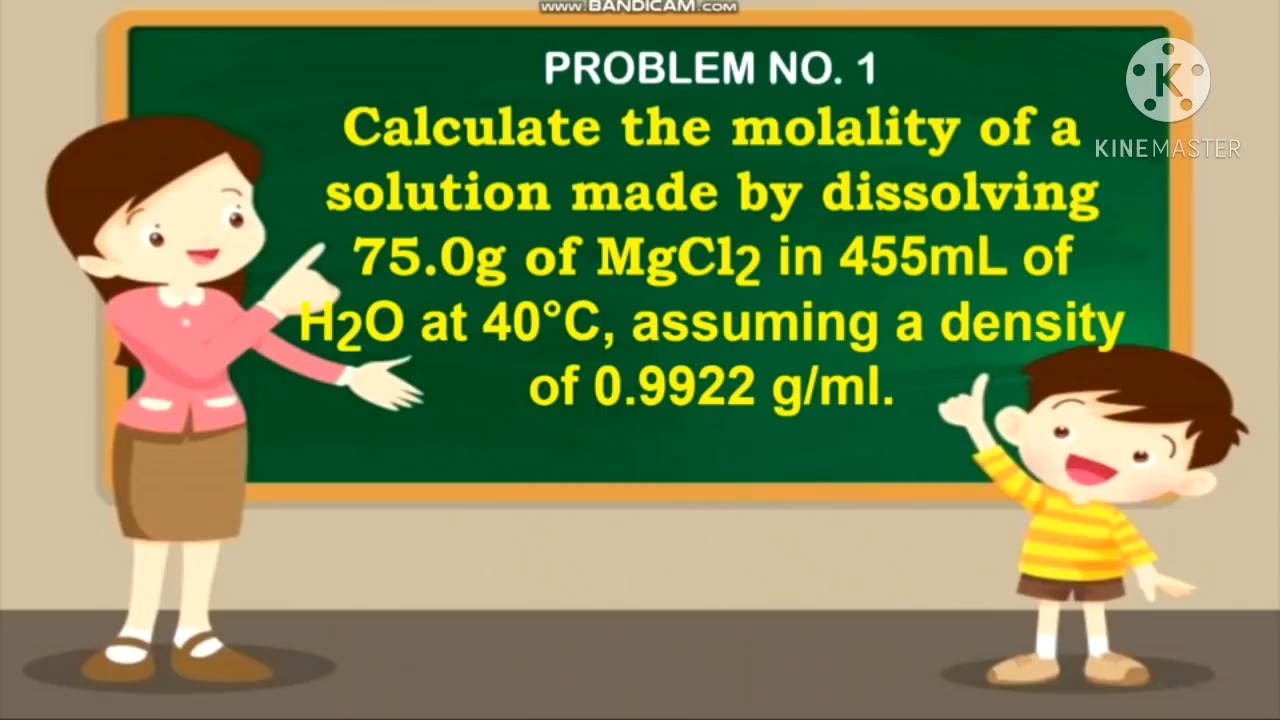 www.BANDICAM.com
PROBLEM NO. 1
Calculate the molality of a
solution made by dissolving
75.0g of MgCl2 in 455mL of
H2O at 40°C, assuming a density
of 0.9922 g/ml.
K
KINEMASTER